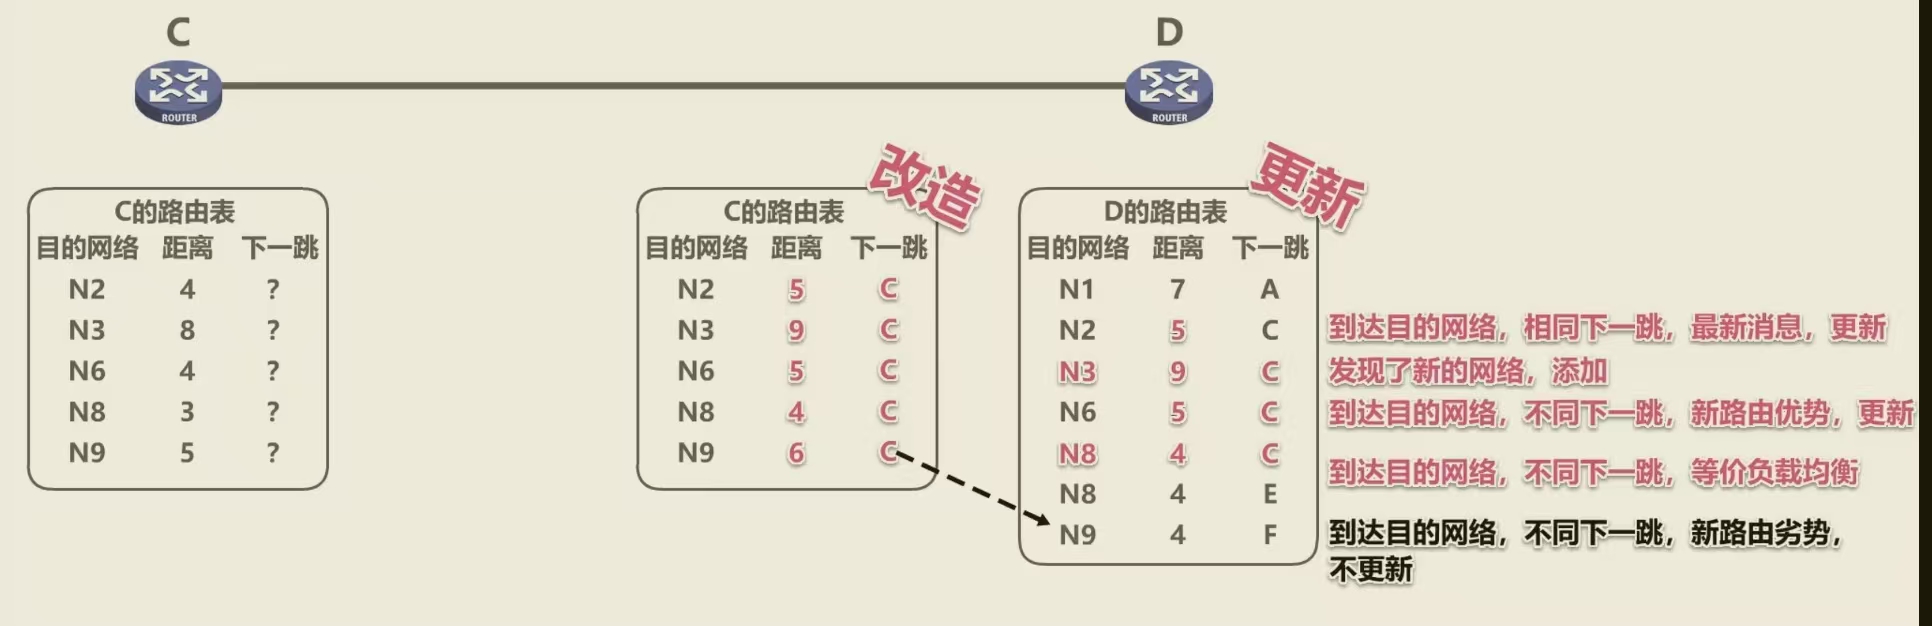 C
D
ROUTER
ROUTER
改造
更新
C的路由表
目的网络 距离 下一跳
N2 4 ?
N3 8 ?
N6 4 ?
N8 3 ?
N9 5 ?
C的路由表
目的网络 距离 下一跳
N2 5 C
N3 9 C
N6 5 C
N8 4 C
N9 6 C
D的路由表
目的网络 距离 下一跳
N1 7 A
N2 5 C
N3 9 C
N6 5 C
N8 4 C
N8 4 E
N9 4 F
到达目的网络，相同下一跳，最新消息，更新
发现了新的网络，添加
到达目的网络，不同下一跳，新路由优势，更新
到达目的网络，不同下一跳，等价负载均衡
到达目的网络，不同下一跳，新路由劣势，
不更新